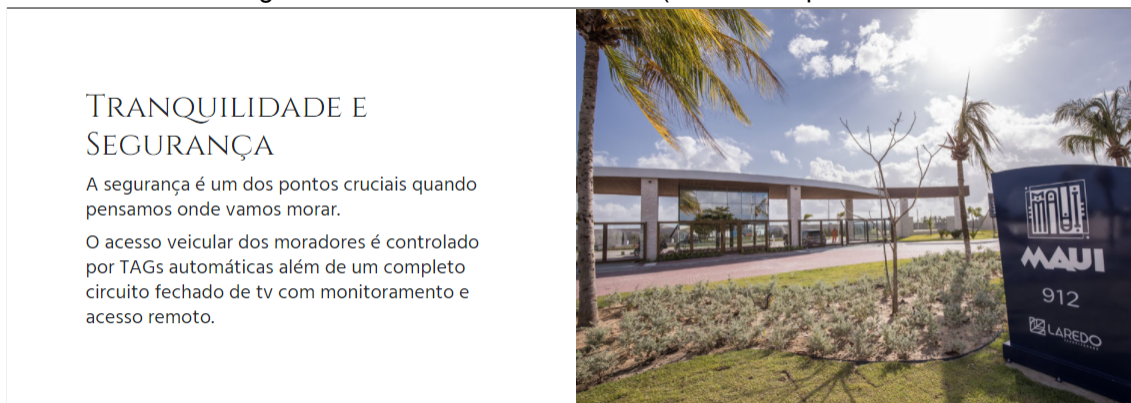 Tranquilidade e
Segurança
A segurança é um dos pontos cruciais quando
pensamos onde vamos morar.
O acesso veicular dos moradores é controlado
por TAGs automáticas além de um completo
circuito fechado de tv com monitoramento e
acesso remoto.
MAUI
912
LAREDO